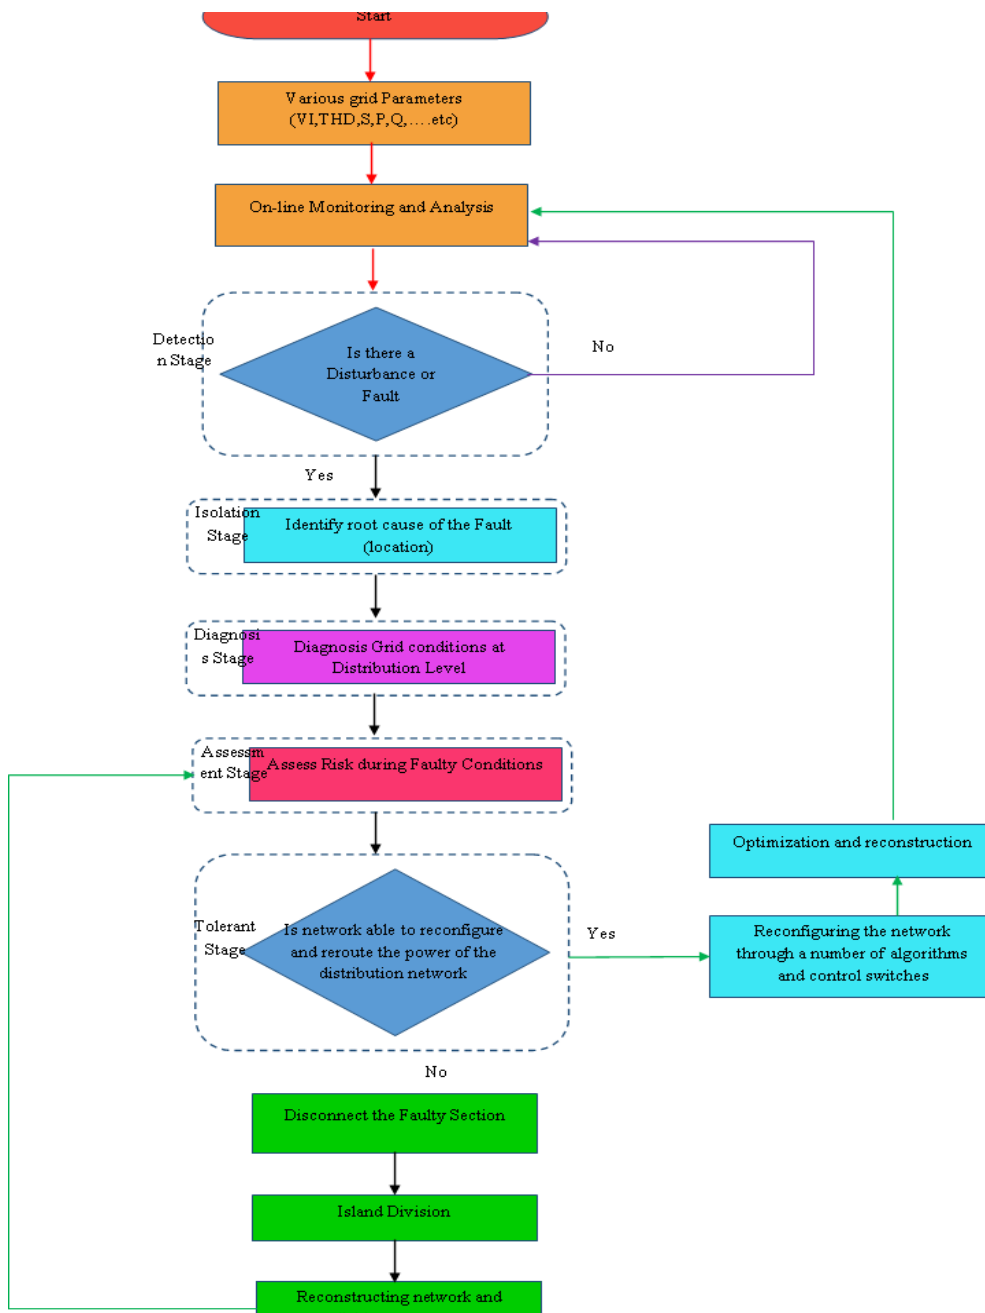 Start
Various grid Parameters
(VI,THD,S,P,Q,....etc)
On-line Monitoring and Analysis
Detectio
n Stage
Is there a
Disturbance or
Fault
No
Yes
Isolation
Stage
Identify root cause of the Fault
(location)
Diagnosi
s Stage
Diagnosis Grid conditions at
Distribution Level
Assessm
ent Stage
Assess Risk during Faulty Conditions
Tolerant
Stage
Is network able to reconfigure
and reroute the power of the
distribution network
Yes
Optimization and reconstruction
Reconfiguring the network
through a number of algorithms
and control switches
No
Disconnect the Faulty Section
Island Division
Reconstructing network and